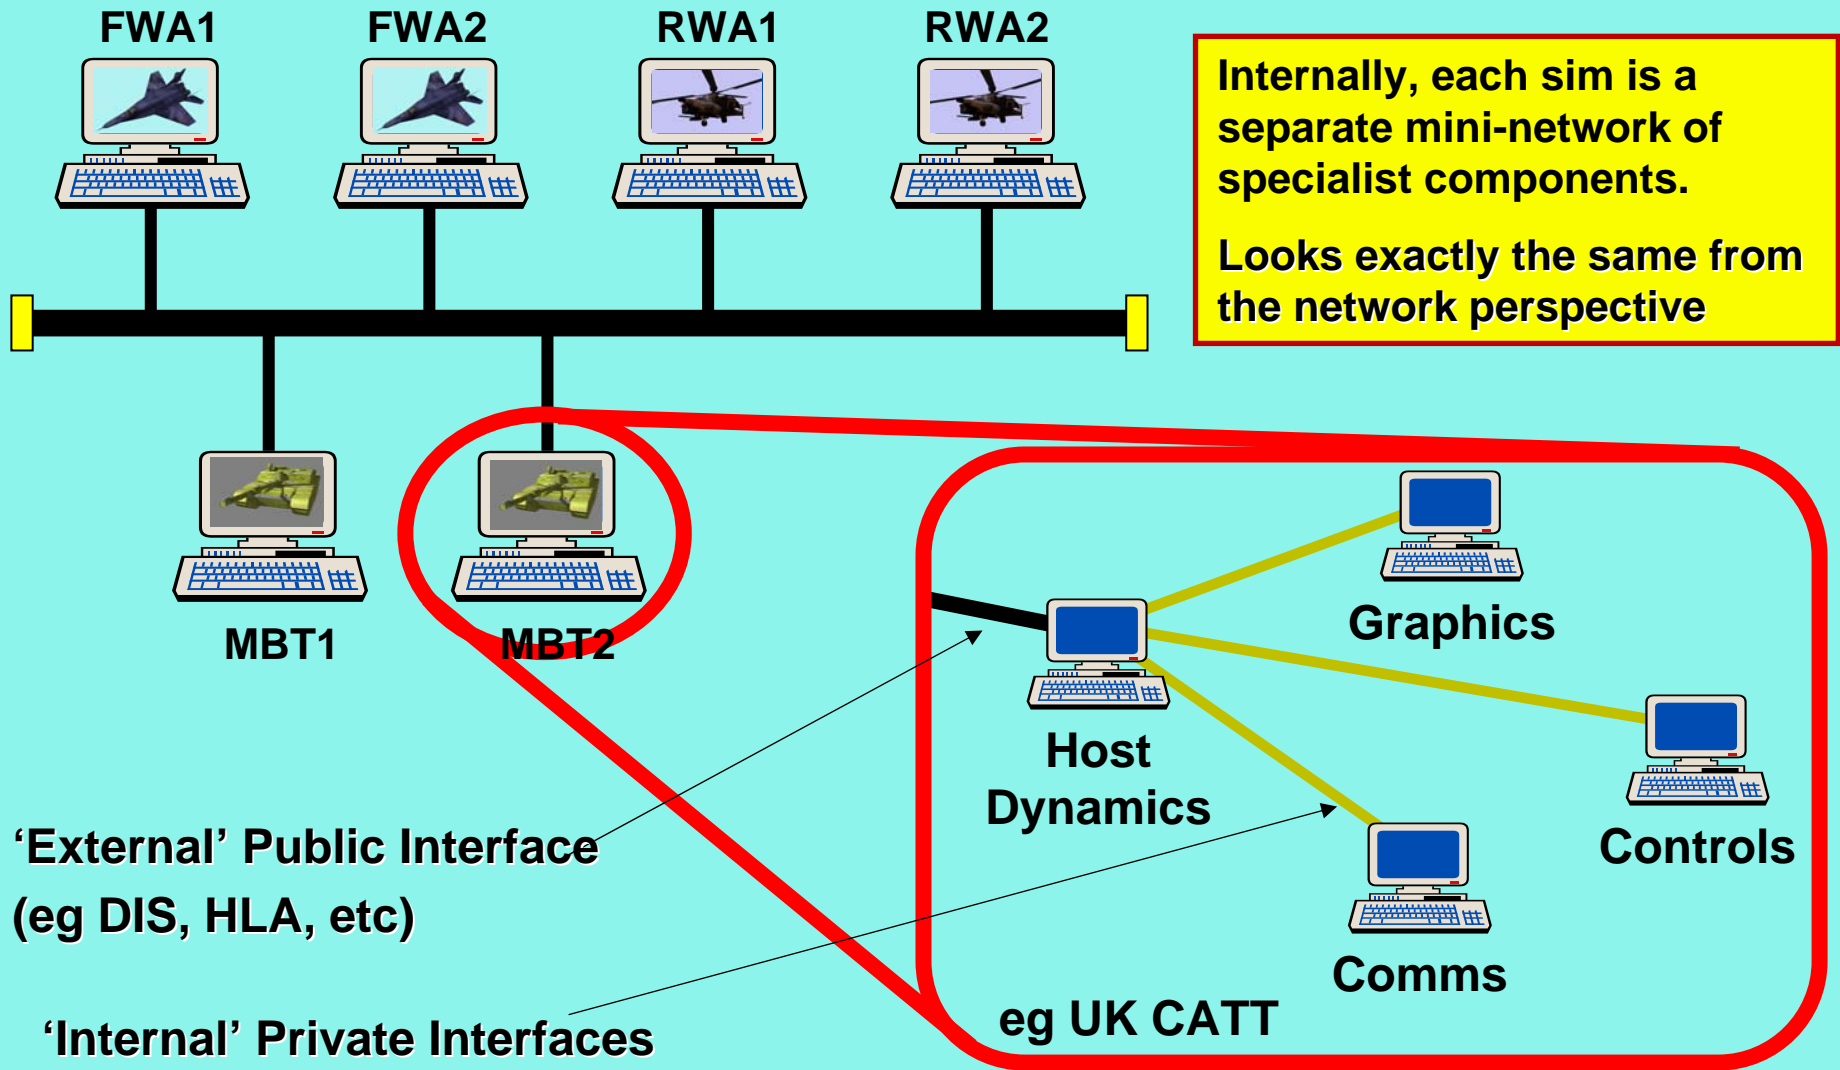 FWA1
FWA2
RWA1
RWA2
Internally, each sim is a
separate mini-network of
specialist components.
Looks exactly the same from
the network perspective
MBT1
MBT2
Graphics
Host
Dynamics
Controls
Comms
eg UK CATT
‘External’ Public Interface
(eg DIS, HLA, etc)
‘Internal’ Private Interfaces